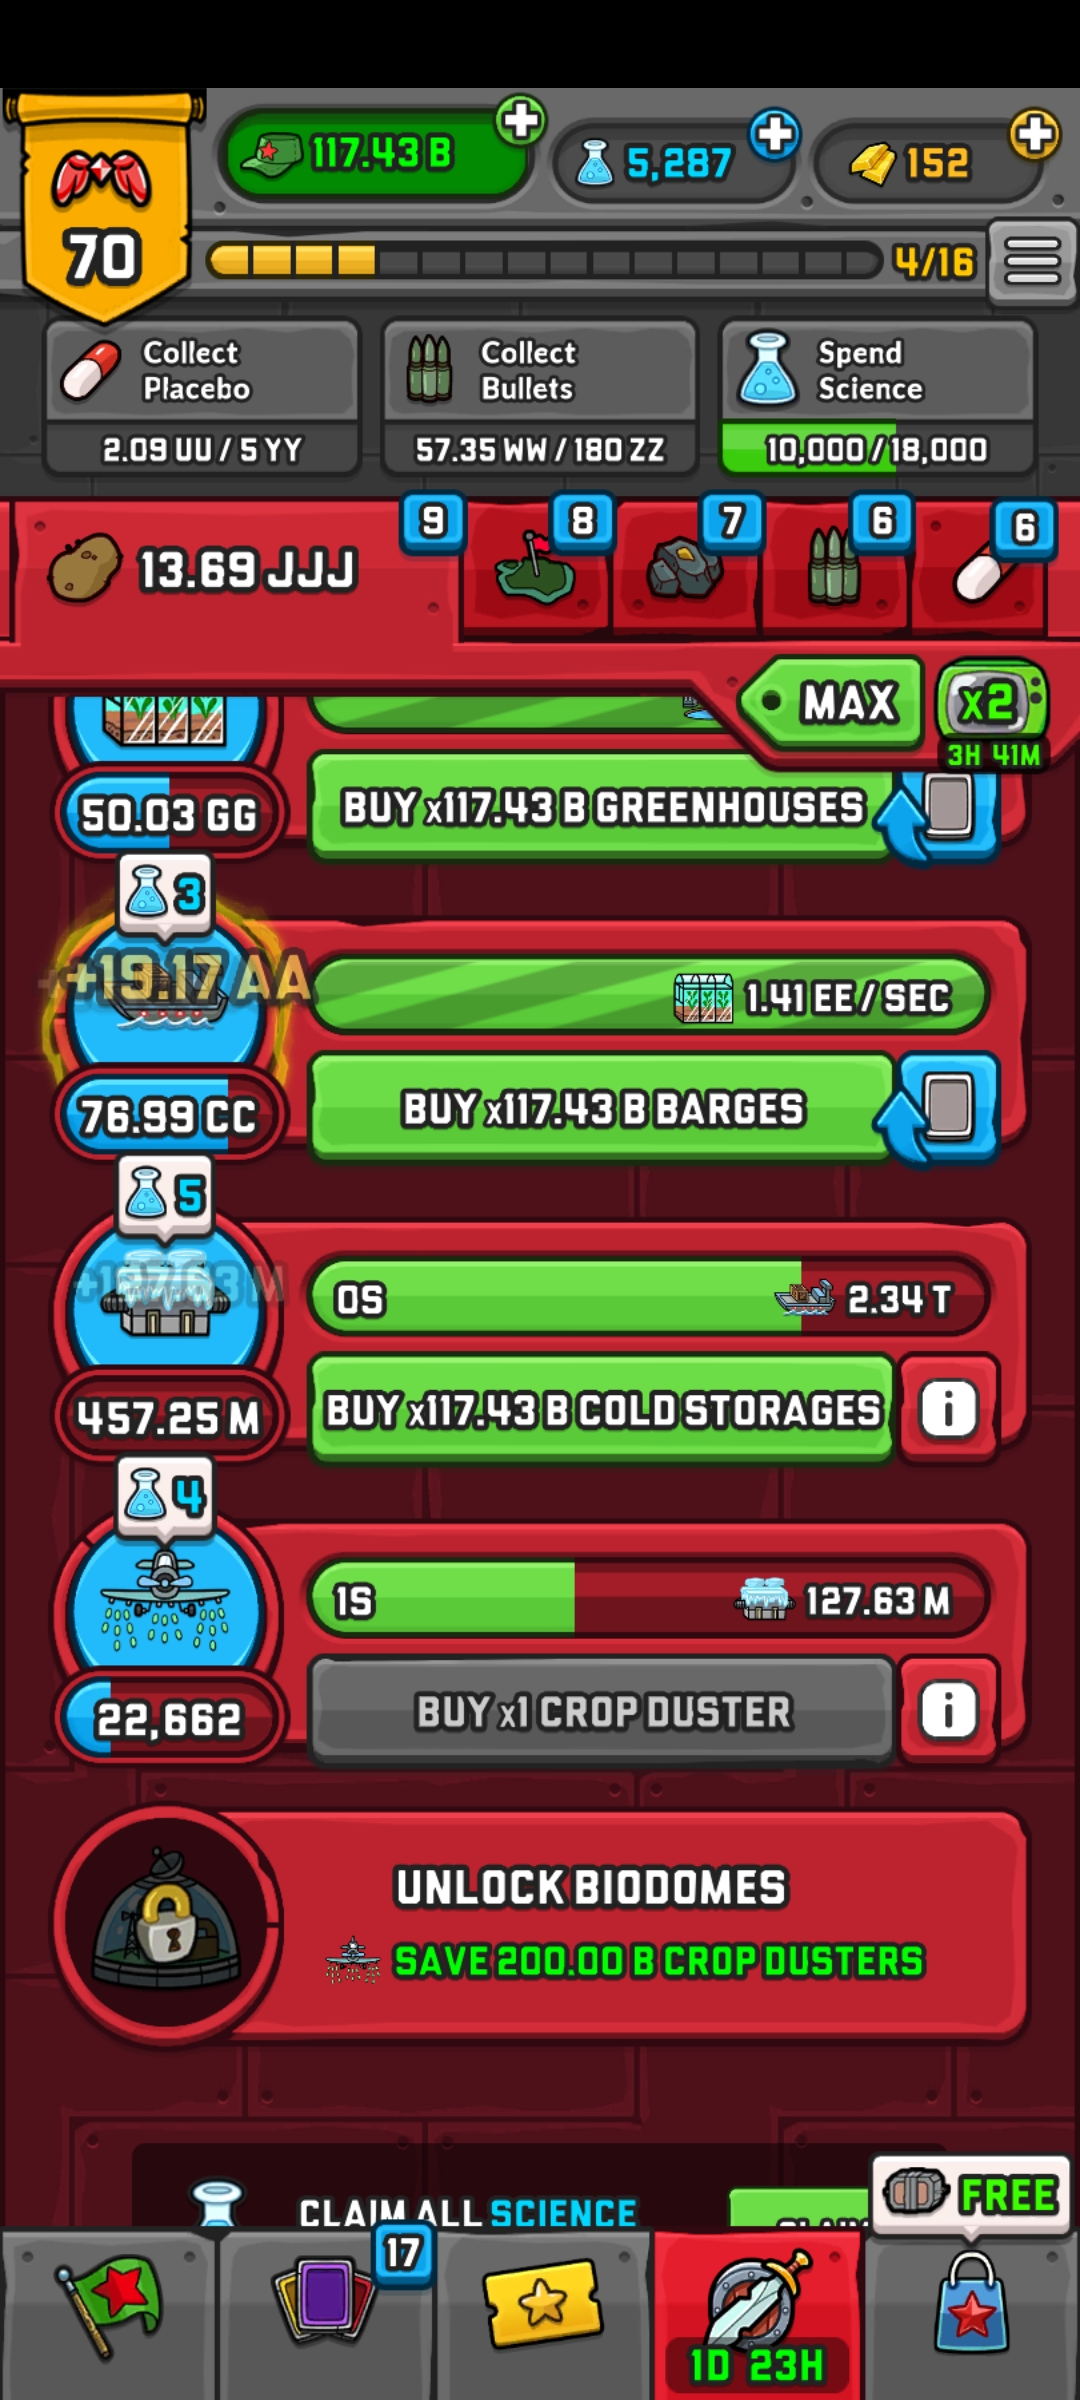 117.43 B
5,287
152
70
4/16
Collect
Placebo
2.09 UU / 5 YY
Collect
Bullets
57.35 WW / 180 ZZ
Spend
Science
10,000 / 18,000
13.69 JJJ
9
8
7
6
6
MAX
x2
3H 41M
50.03 GG
BUY x117.43 B GREENHOUSES
3
+19.17 AA
1.41 EE / SEC
76.99 CC
BUY x117.43 B BARGES
5
0S
2.34 T
457.25 M
BUY x117.43 B COLD STORAGES
i
4
1S
127.63 M
22,662
BUY x1 CROP DUSTER
i
UNLOCK BIODOMES
SAVE 200.00 B CROP DUSTERS
CLAIM ALL SCIENCE
FREE
17
1D 23H